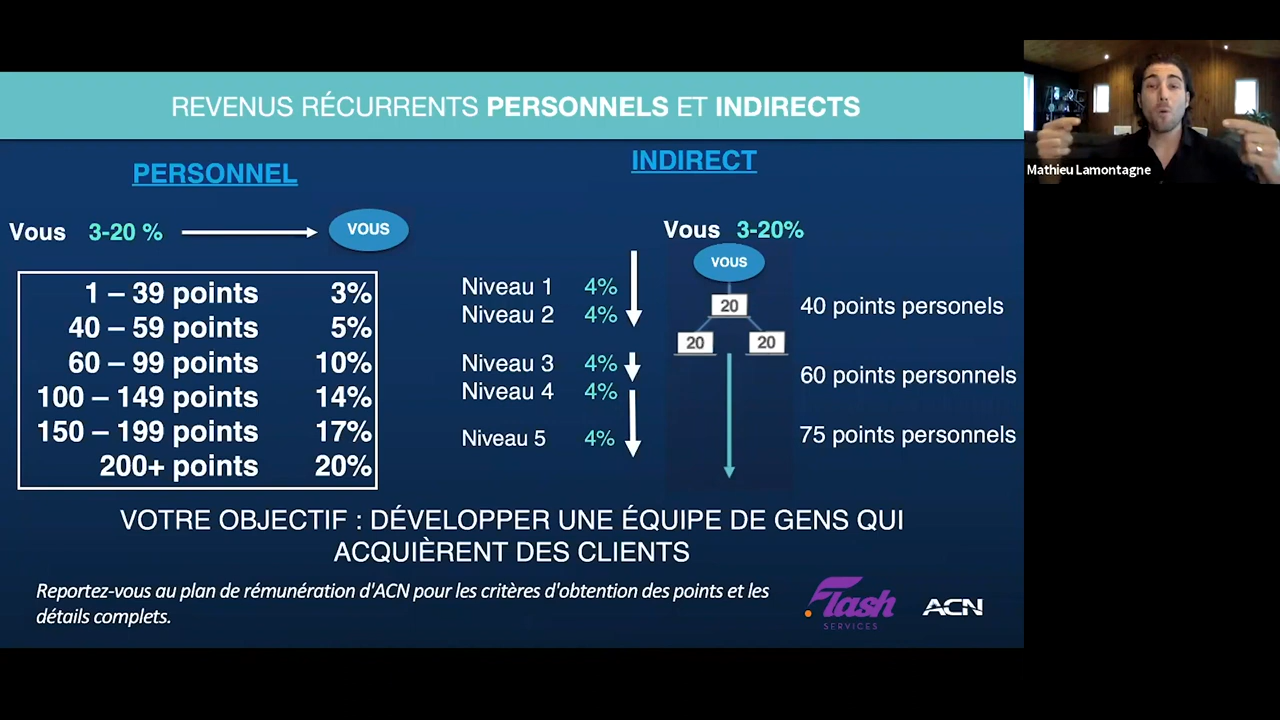 REVENUS RÉCURRENTS PERSONNELS ET INDIRECTS
PERSONNEL
Vous 3-20 %
VOUS
1 – 39 points 3%
40 – 59 points 5%
60 – 99 points 10%
100 – 149 points 14%
150 – 199 points 17%
200+ points 20%
INDIRECT
Vous 3-20%
VOUS
Niveau 1 4%
Niveau 2 4%
Niveau 3 4%
Niveau 4 4%
Niveau 5 4%
20
20 20
40 points personels
60 points personnels
75 points personnels
VOTRE OBJECTIF : DÉVELOPPER UNE ÉQUIPE DE GENS QUI
ACQUIÈRENT DES CLIENTS
Reportez-vous au plan de rémunération d'ACN pour les critères d'obtention des points et les
détails complets.
Flash
SERVICES
ACN
Mathieu Lamontagne